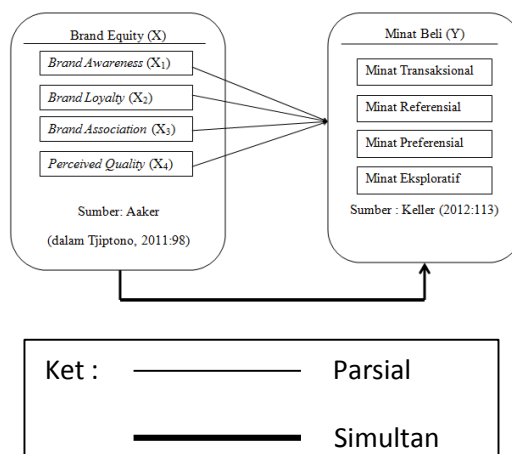 Brand Equity (X)
Brand Awareness (X1)
Brand Loyalty (X2)
Brand Association (X3)
Perceived Quality (X4)
Sumber: Aaker
(dalam Tjiptono, 2011:98)
Minat Beli (Y)
Minat Transaksional
Minat Referensial
Minat Preferensial
Minat Eksploratif
Sumber : Keller (2012:113)
Ket :
Parsial
Simultan